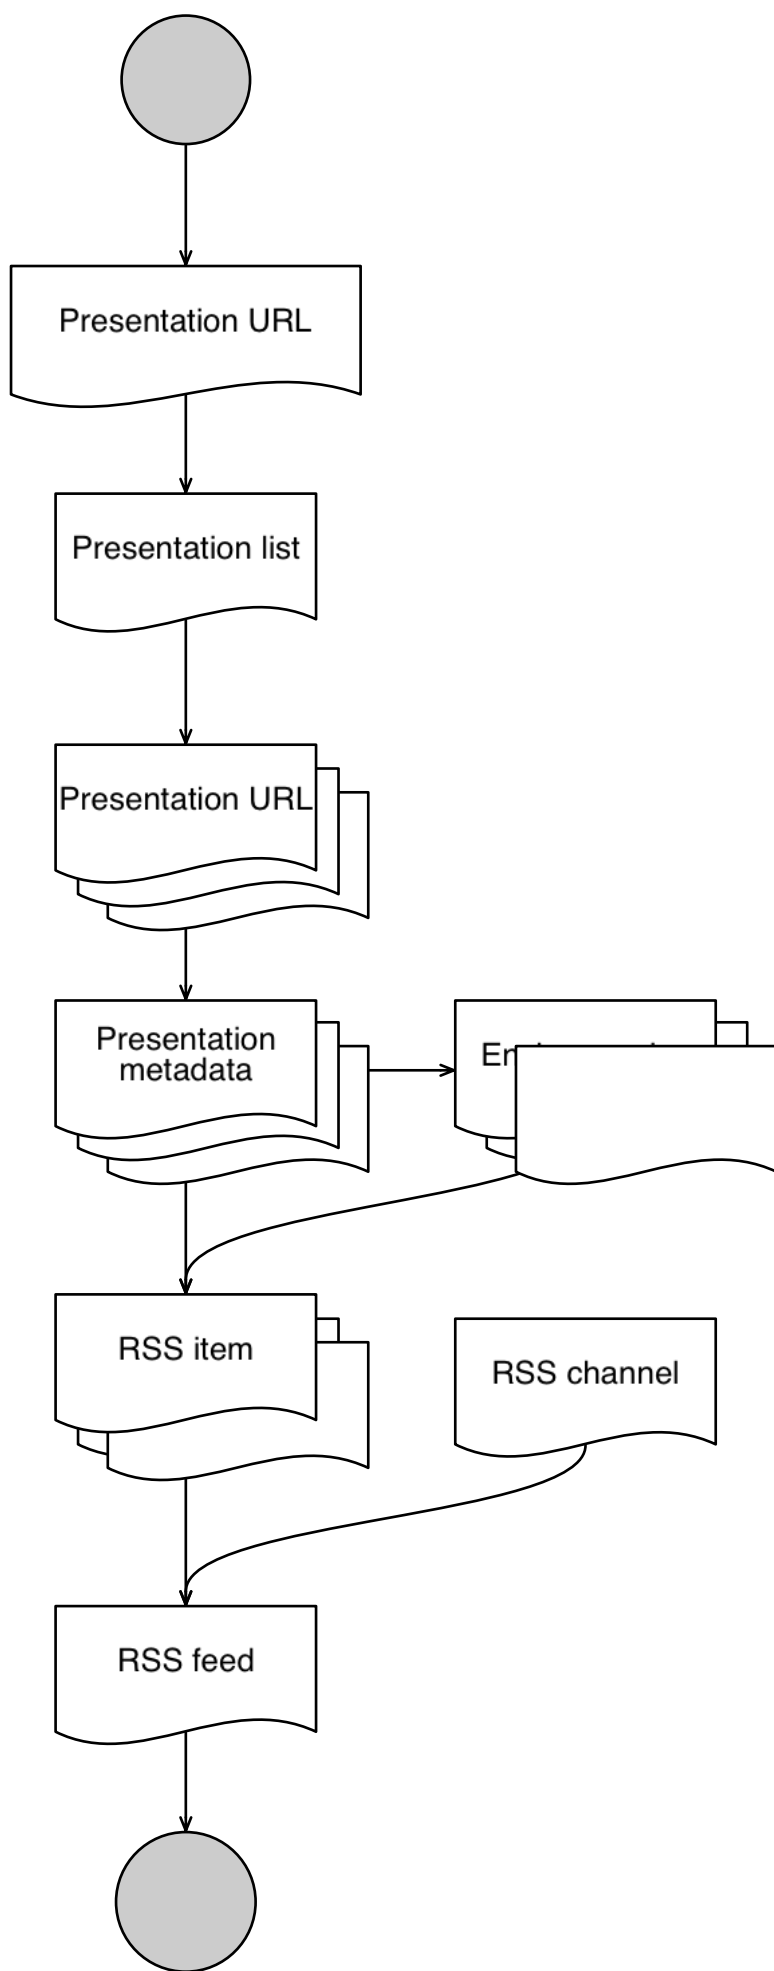 Presentation URL
Presentation list
Presentation URL
Presentation
metadata
RSS item
RSS channel
RSS feed